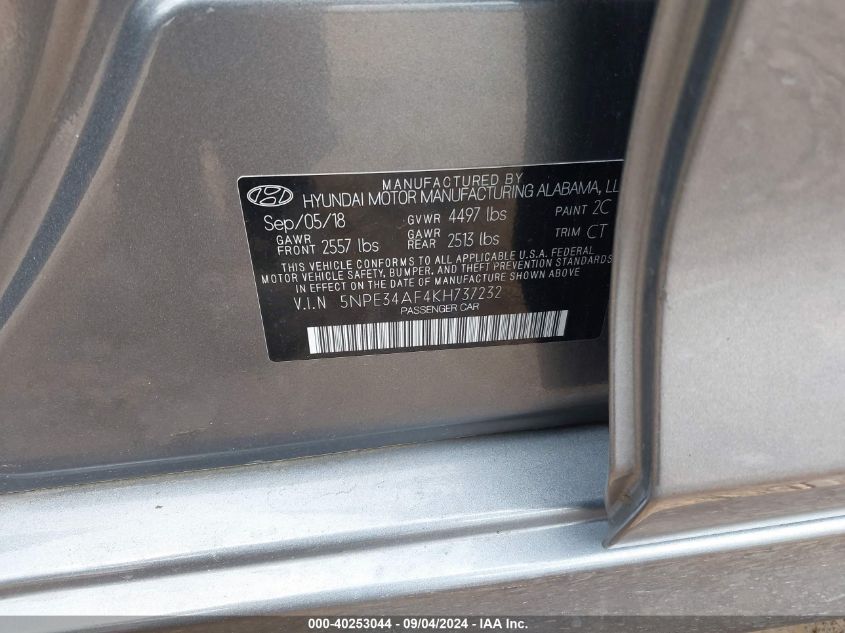 MANUFACTURED BY
HYUNDAI MOTOR MANUFACTURING ALABAMA, LL
Sep/05/18 GVWR 4497 lbs PAINT 2C
GAWR FRONT 2557 lbs GAWR REAR 2513 lbs TRIM CT
THIS VEHICLE CONFORMS TO ALL APPLICABLE U.S.A. FEDERAL
MOTOR VEHICLE SAFETY, BUMPER, AND THEFT PREVENTION STANDARDS
IN EFFECT ON THE DATE OF MANUFACTURE SHOWN ABOVE.
V.I.N 5NPE34AF4KH737232
PASSENGER CAR
000-40253044 - 09/04/2024 - IAA Inc.